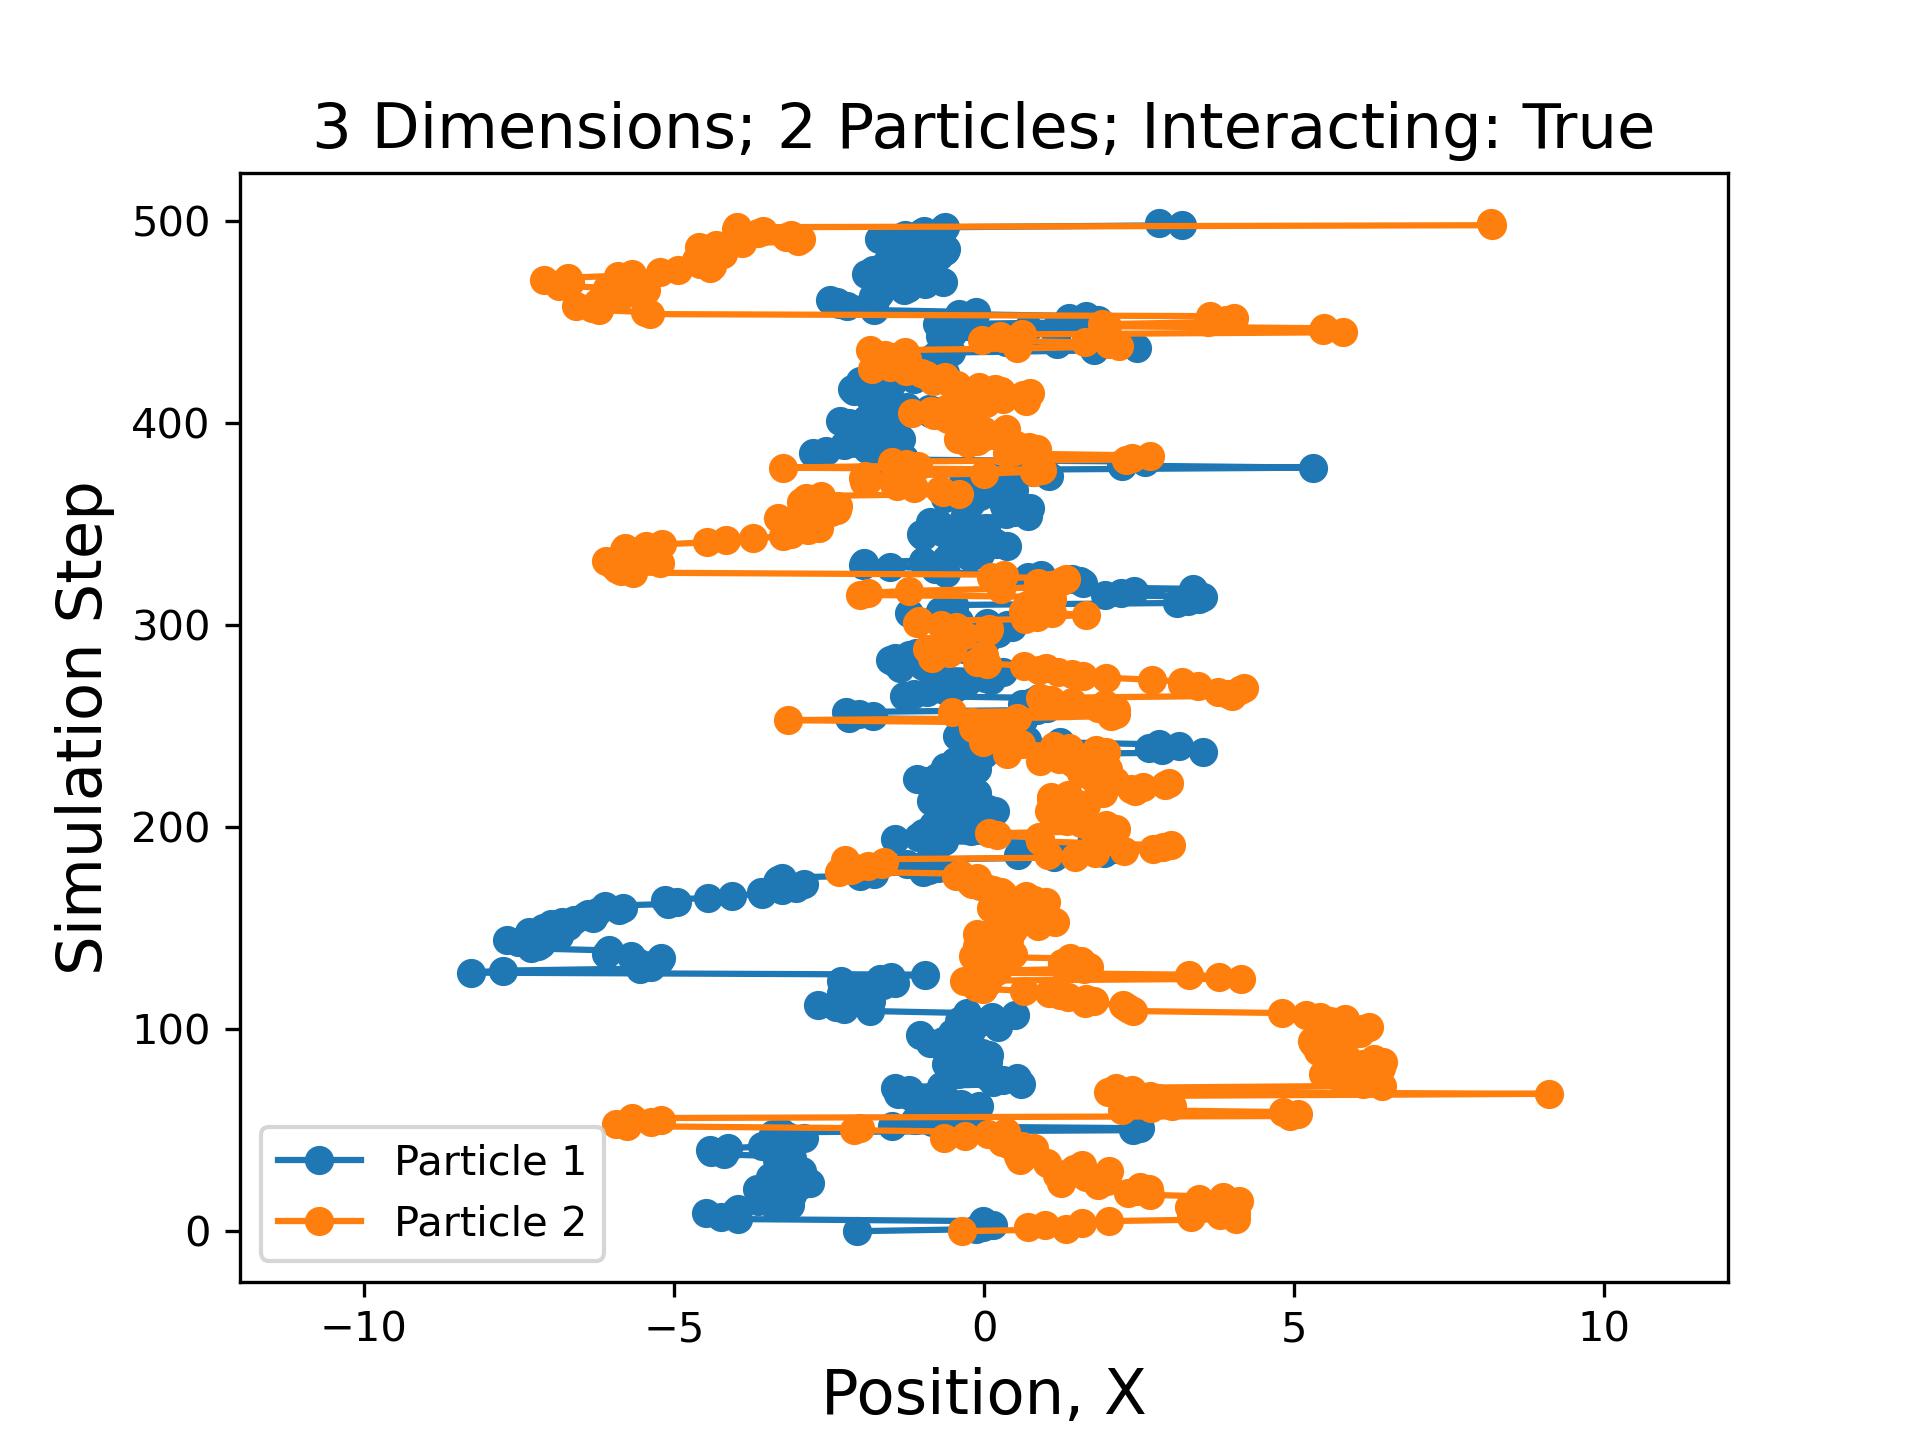 3 Dimensions; 2 Particles; Interacting: True
Simulation Step
500
400
300
200
100
0
Particle 1
Particle 2
−10
−5
0
5
10
Position, X